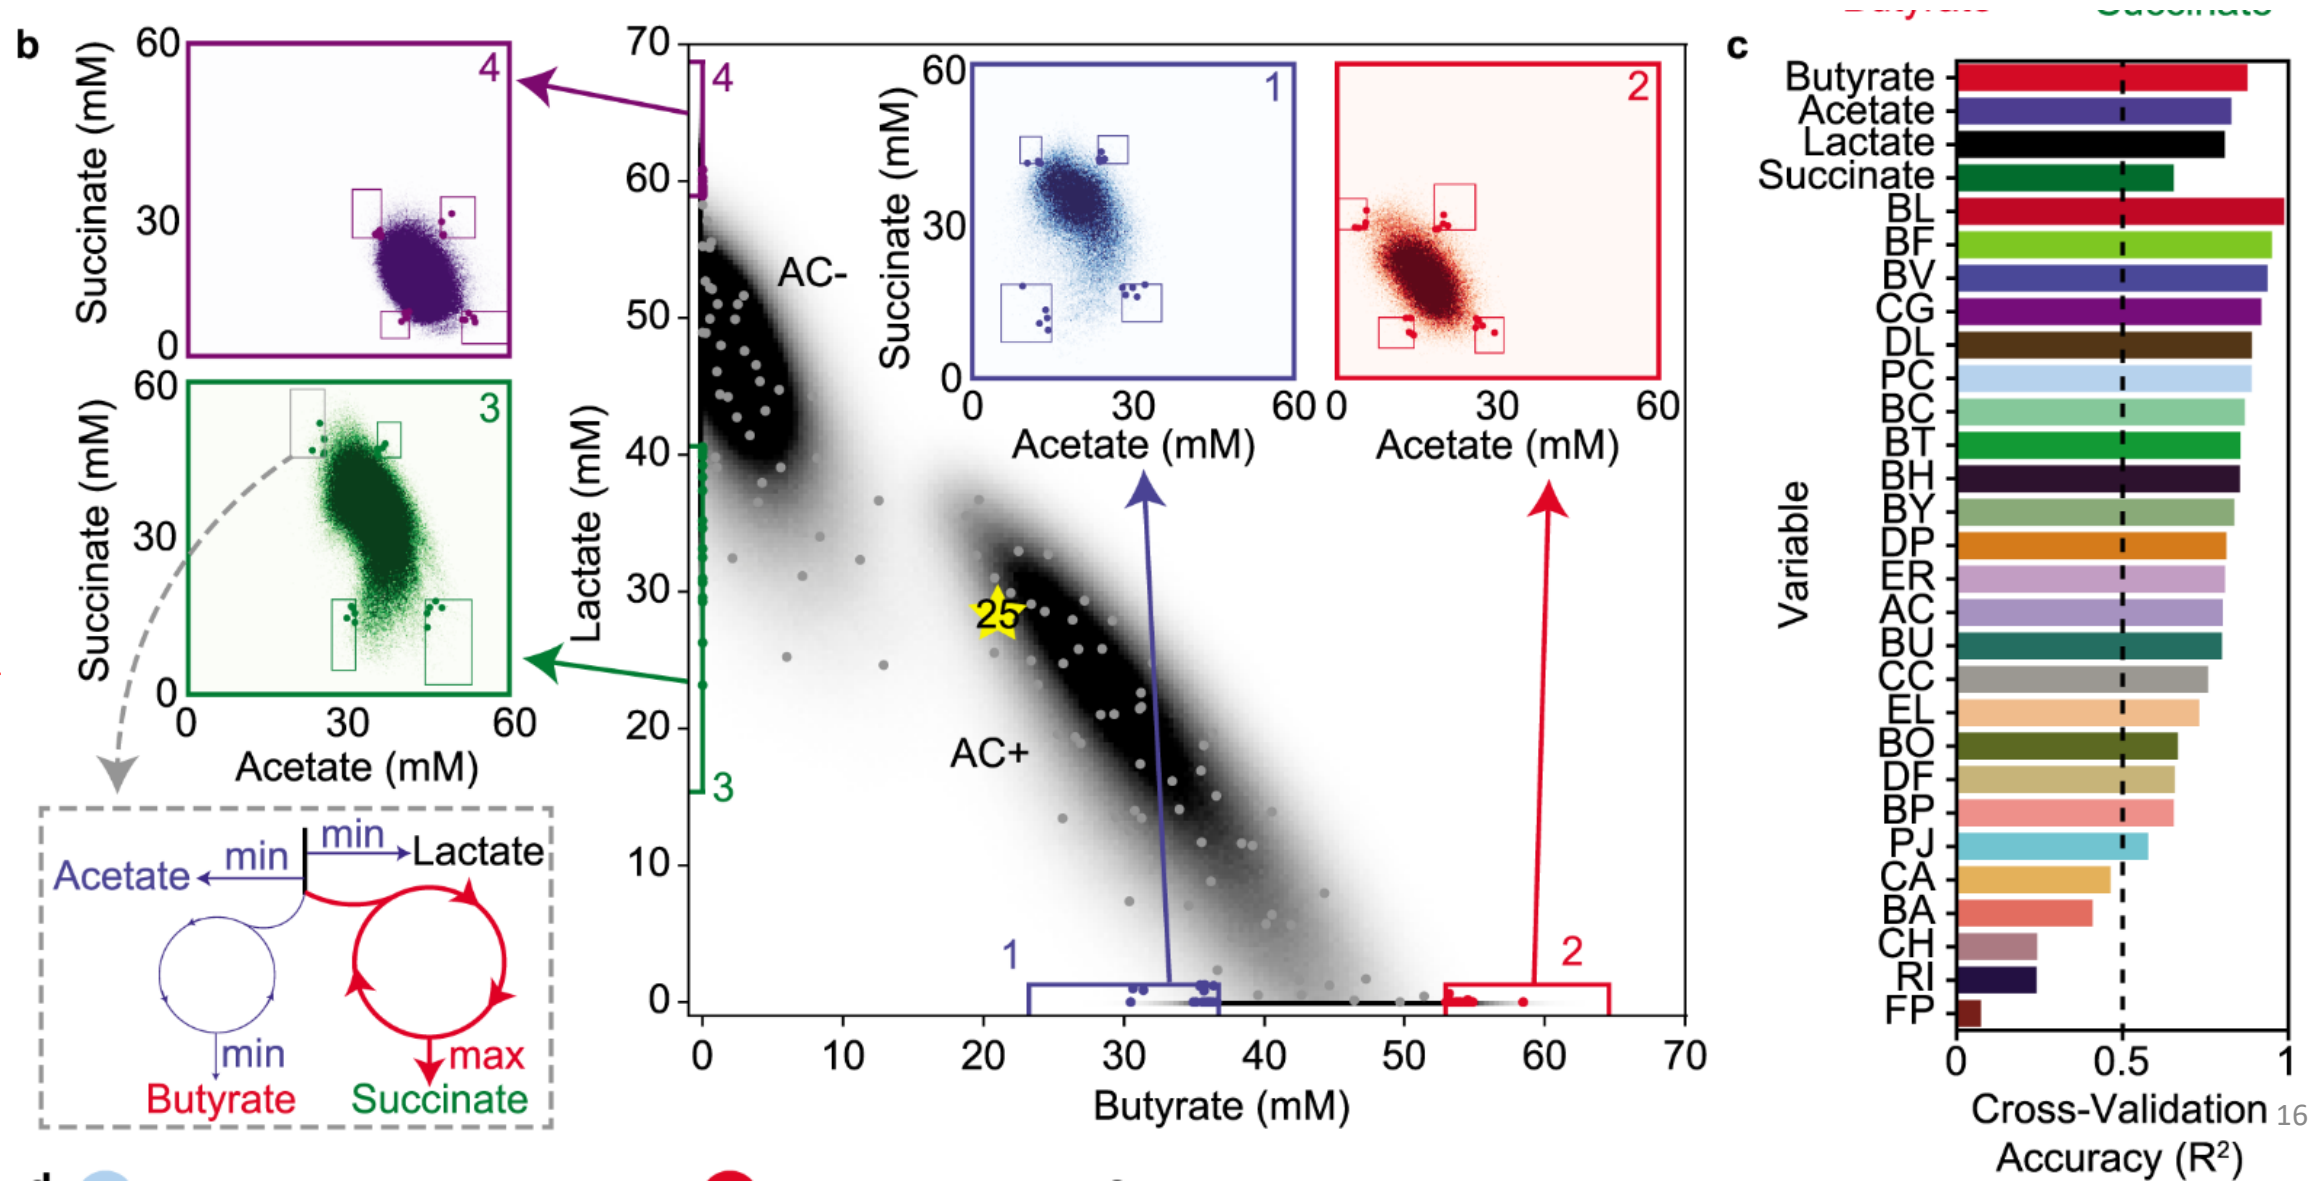 Butyrate
Succinate
b
60
30
0
Succinate (mM)
4
60
30
0
Succinate (mM)
3
0 30 60
Acetate (mM)
Acetate
min
min
Lactate
min
Butyrate
max
Succinate
70
60
50
40
30
20
10
0
Lactate (mM)
4
3
AC-
AC+
25
1
2
0 10 20 30 40 50 60 70
Butyrate (mM)
60
30
0
Succinate (mM)
1
0 30 60
Acetate (mM)
2
0 30 60
Acetate (mM)
c
Variable
Butyrate
Acetate
Lactate
Succinate
BL
BF
BV
CG
DL
PC
BC
BT
BH
BY
DP
ER
AC
BU
CC
EL
BO
DF
BP
PJ
CA
BA
CH
RI
FP
0 0.5 1
Cross-Validation
Accuracy (R²)
16
d